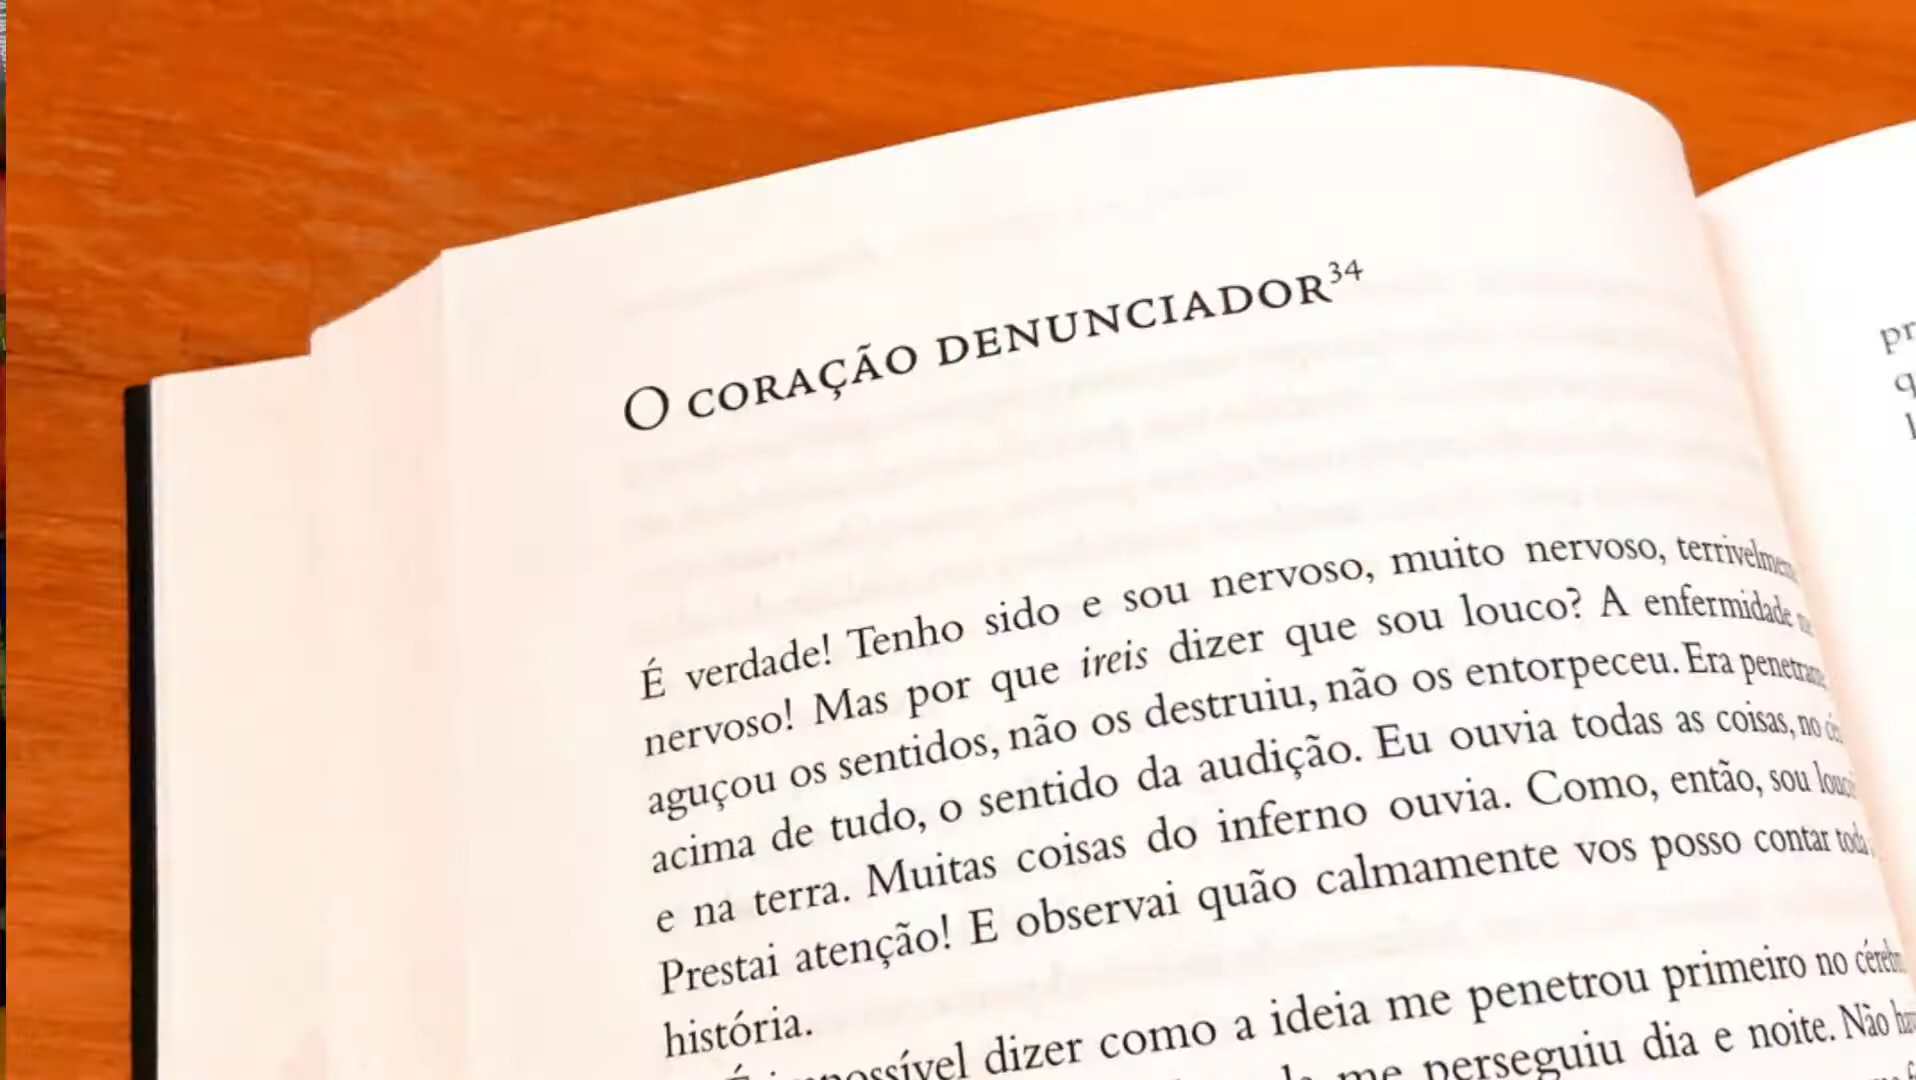 O CORAÇÃO DENUNCIADOR34
É verdade! Tenho sido e sou nervoso, muito nervoso,
nervoso! Mas por que ireis dizer que sou louco? A enfermidade
aguçou os sentidos, não os destruiu, não os entorpeceu. Era
acima de tudo, o sentido da audição. Eu ouvia todas as coisas, no
e na terra. Muitas coisas do inferno ouvia. Como, então, sou
Prestai atenção! E observai quão calmamente vos posso contar
história.
dizer como a ideia me penetrou primeiro no
me perseguiu dia e noite. Não
pr
q
l